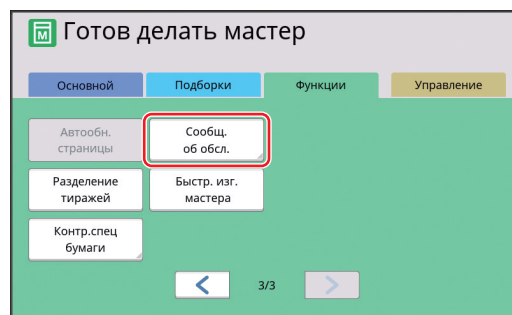 M Готов делать мастер
Основной Подборки Функции Управление
Автообн. Сообщ.
страницы об обсл.
Разделение Быстр. изг.
тиражей мастера
Контр.спец
бумаги
< 3/3 >